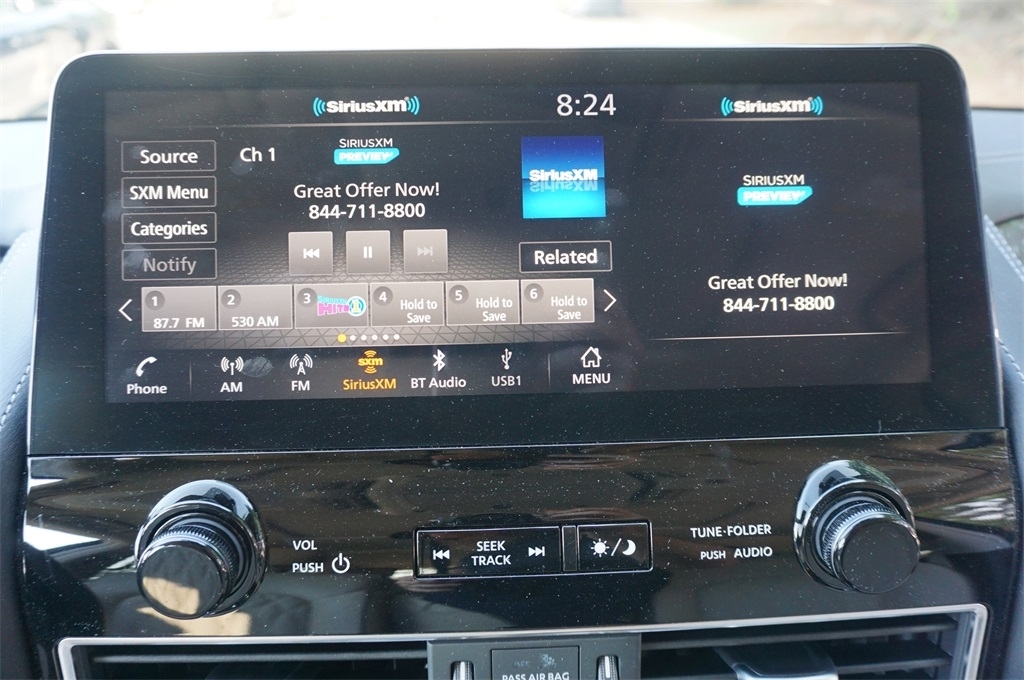 SiriusXM
8:24
SiriusXM
Source
Ch 1
SIRIUSXM
PREVIEW
SiriusXM
SIRIUSXM
PREVIEW
SXM Menu
Great Offer Now!
844-711-8800
Categories
Notify
Related
Great Offer Now!
844-711-8800
1
87.7 FM
2
530 AM
3
HITS 1
4
Hold to
Save
5
Hold to
Save
6
Hold to
Save
Phone
AM
FM
sxm
SiriusXM
BT Audio
USB1
MENU
VOL
PUSH
SEEK
TRACK
TUNE·FOLDER
PUSH AUDIO
PASS AIR BAG